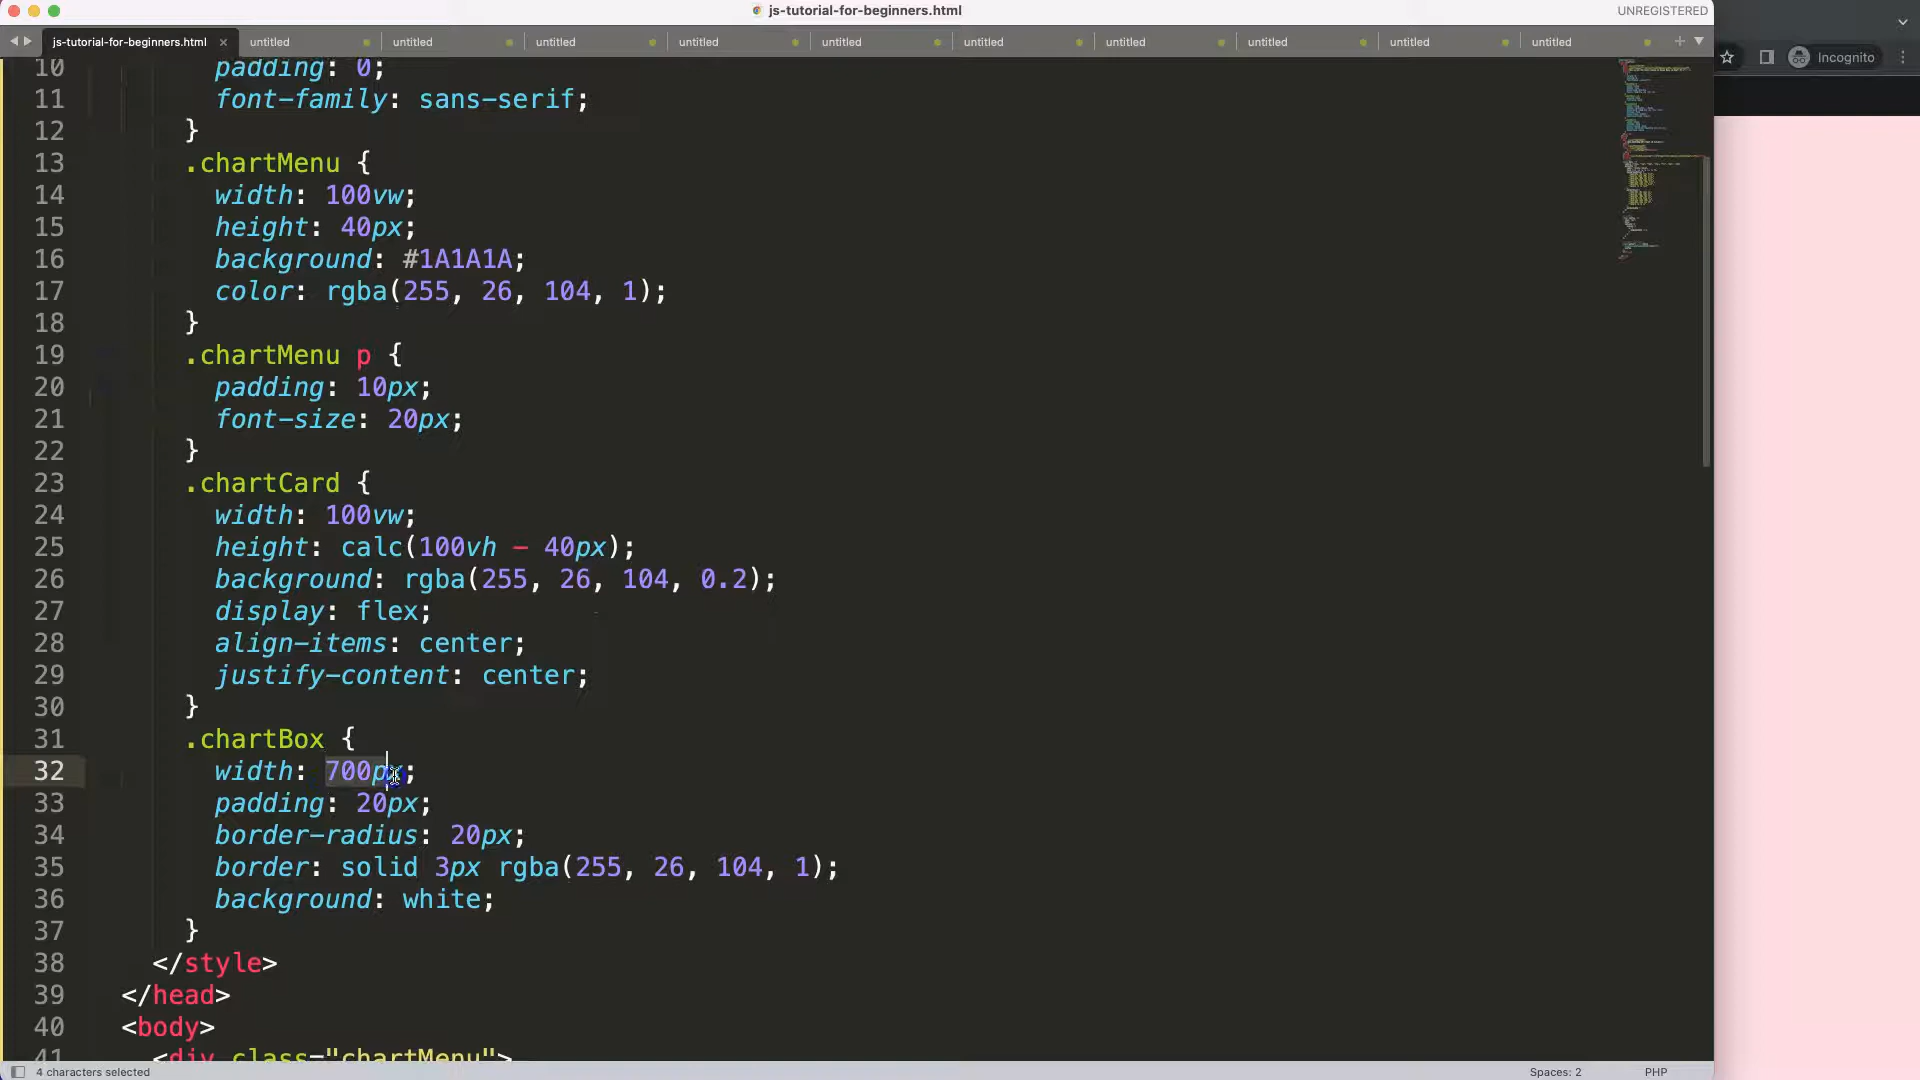 js-tutorial-for-beginners.html
UNREGISTERED
js-tutorial-for-beginners.html × untitled untitled untitled untitled untitled untitled untitled untitled untitled untitled
Incognito
10 padding: 0;
11 font-family: sans-serif;
12 }
13 .chartMenu {
14 width: 100vw;
15 height: 40px;
16 background: #1A1A1A;
17 color: rgba(255, 26, 104, 1);
18 }
19 .chartMenu p {
20 padding: 10px;
21 font-size: 20px;
22 }
23 .chartCard {
24 width: 100vw;
25 height: calc(100vh - 40px);
26 background: rgba(255, 26, 104, 0.2);
27 display: flex;
28 align-items: center;
29 justify-content: center;
30 }
31 .chartBox {
32 width: 700px;
33 padding: 20px;
34 border-radius: 20px;
35 border: solid 3px rgba(255, 26, 104, 1);
36 background: white;
37 }
38 </style>
39 </head>
40 <body>
41 <div class="chartMenu">
4 characters selected
Spaces: 2
PHP